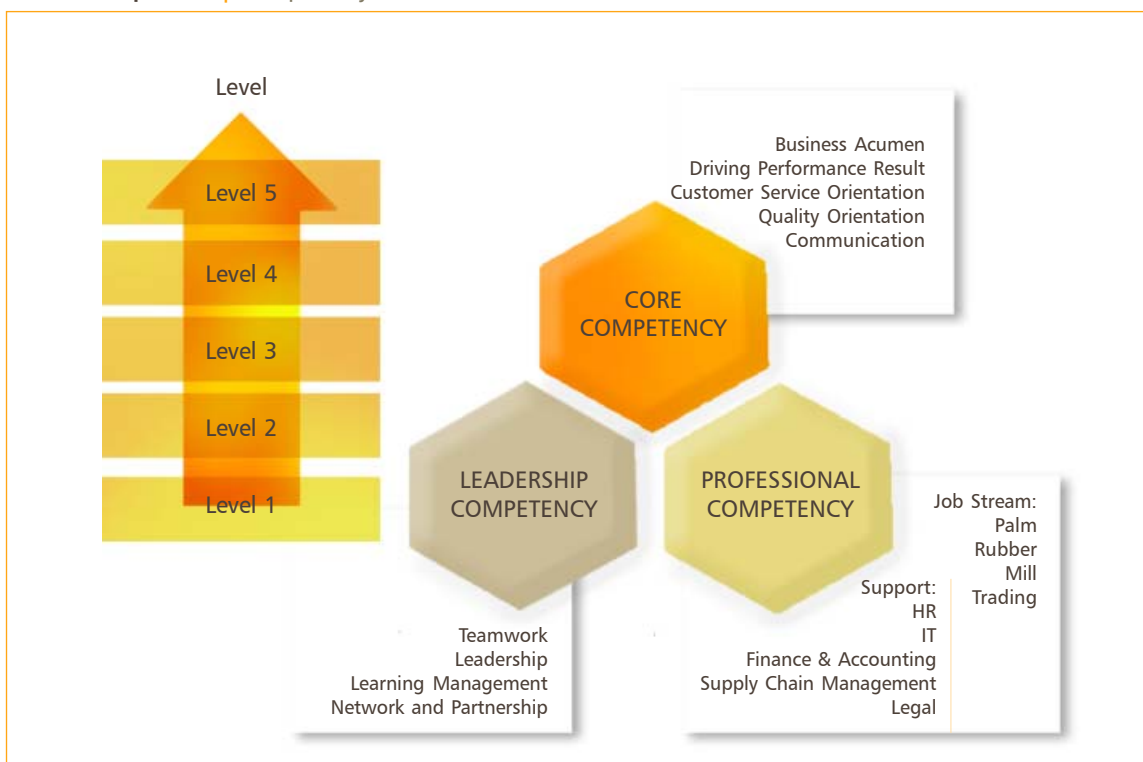 Level
Level 5
Level 4
Level 3
Level 2
Level 1
Business Acumen
Driving Performance Result
Customer Service Orientation
Quality Orientation
Communication
CORE
COMPETENCY
LEADERSHIP
COMPETENCY
Teamwork
Leadership
Learning Management
Network and Partnership
PROFESSIONAL
COMPETENCY
Support:
HR
IT
Finance & Accounting
Supply Chain Management
Legal
Job Stream:
Palm
Rubber
Mill
Trading